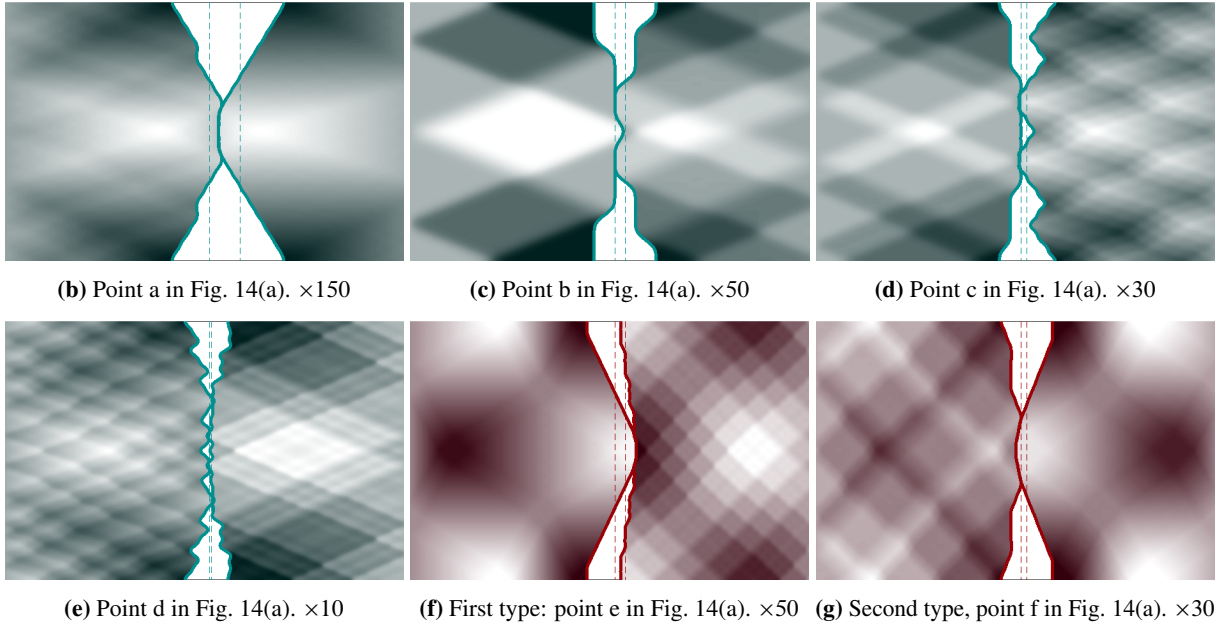 (b) Point a in Fig. 14(a). ×150
(c) Point b in Fig. 14(a). ×50
(d) Point c in Fig. 14(a). ×30
(e) Point d in Fig. 14(a). ×10
(f) First type: point e in Fig. 14(a). ×50
(g) Second type, point f in Fig. 14(a). ×30